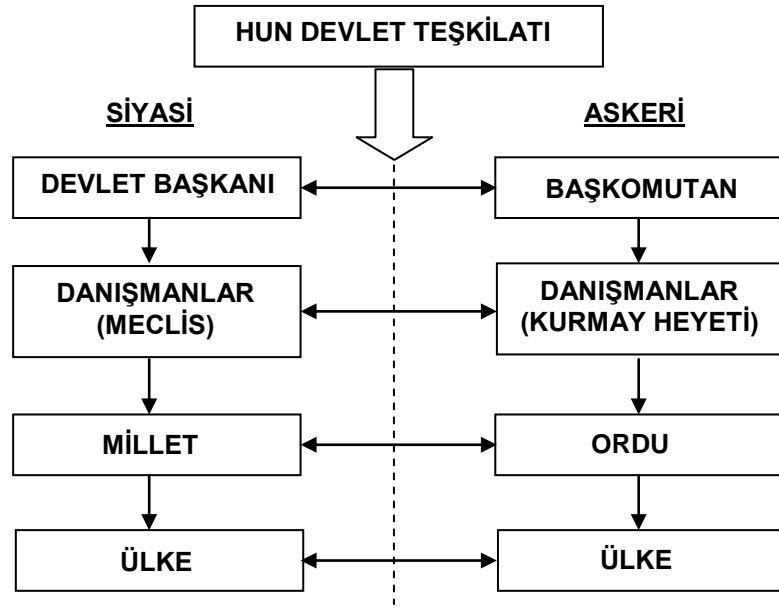 HUN DEVLET TEŞKİLATI
SİYASİ
ASKERİ
DEVLET BAŞKANI
BAŞKOMUTAN
DANIŞMANLAR
(MECLİS)
DANIŞMANLAR
(KURMAY HEYETİ)
MİLLET
ORDU
ÜLKE
ÜLKE